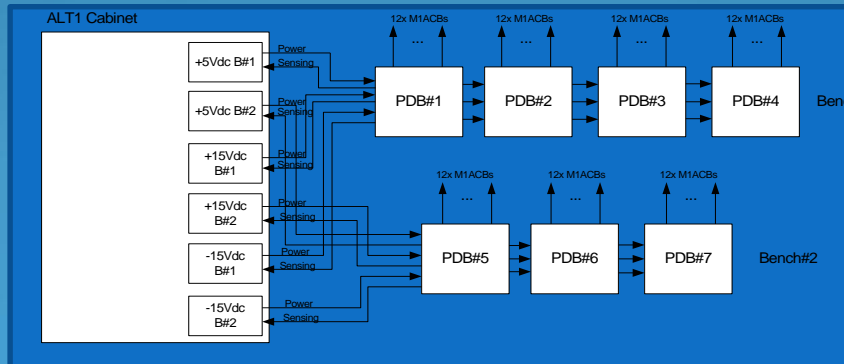 ALT1 Cabinet
12x M1ACBs
12x M1ACBs
12x M1ACBs
12x M1ACBs
...
...
...
...
+5Vdc B#1
Power
Sensing
PDB#1
PDB#2
PDB#3
PDB#4
+5Vdc B#2
Power
Sensing
+15Vdc
B#1
Power
Sensing
12x M1ACBs
12x M1ACBs
12x M1ACBs
...
...
...
+15Vdc
B#2
Power
Sensing
-15Vdc
B#1
Power
Sensing
PDB#5
PDB#6
PDB#7
Bench#2
-15Vdc
B#2
Power
Sensing